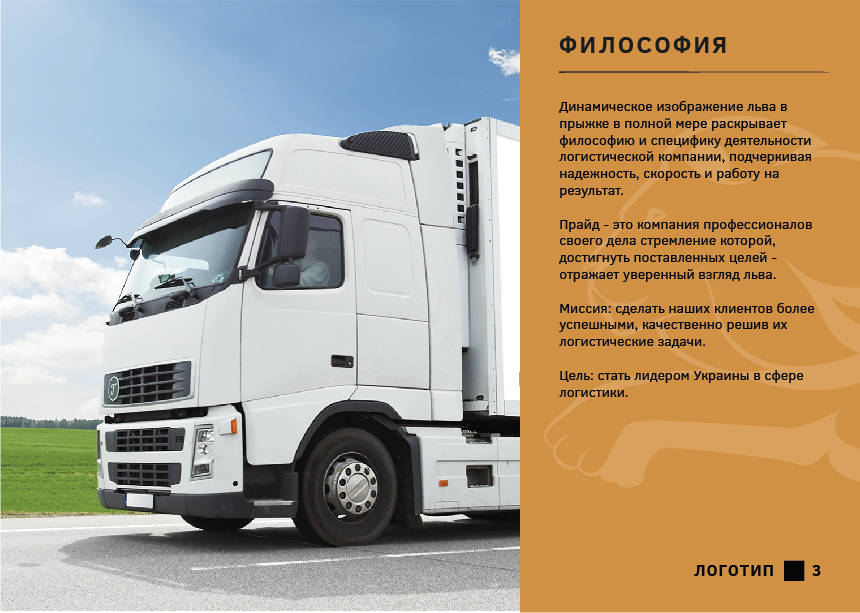 ФИЛОСОФИЯ
Динамическое изображение льва в
прыжке в полной мере раскрывает
философию и специфику деятельности
логистической компании, подчеркивая
надежность, скорость и работу на
результат.
Прайд - это компания профессионалов
своего дела стремление которой,
достигнуть поставленных целей -
отражает уверенный взгляд льва.
Миссия: сделать наших клиентов более
успешными, качественно решив их
логистические задачи.
Цель: стать лидером Украины в сфере
логистики.
ЛОГОТИП 3